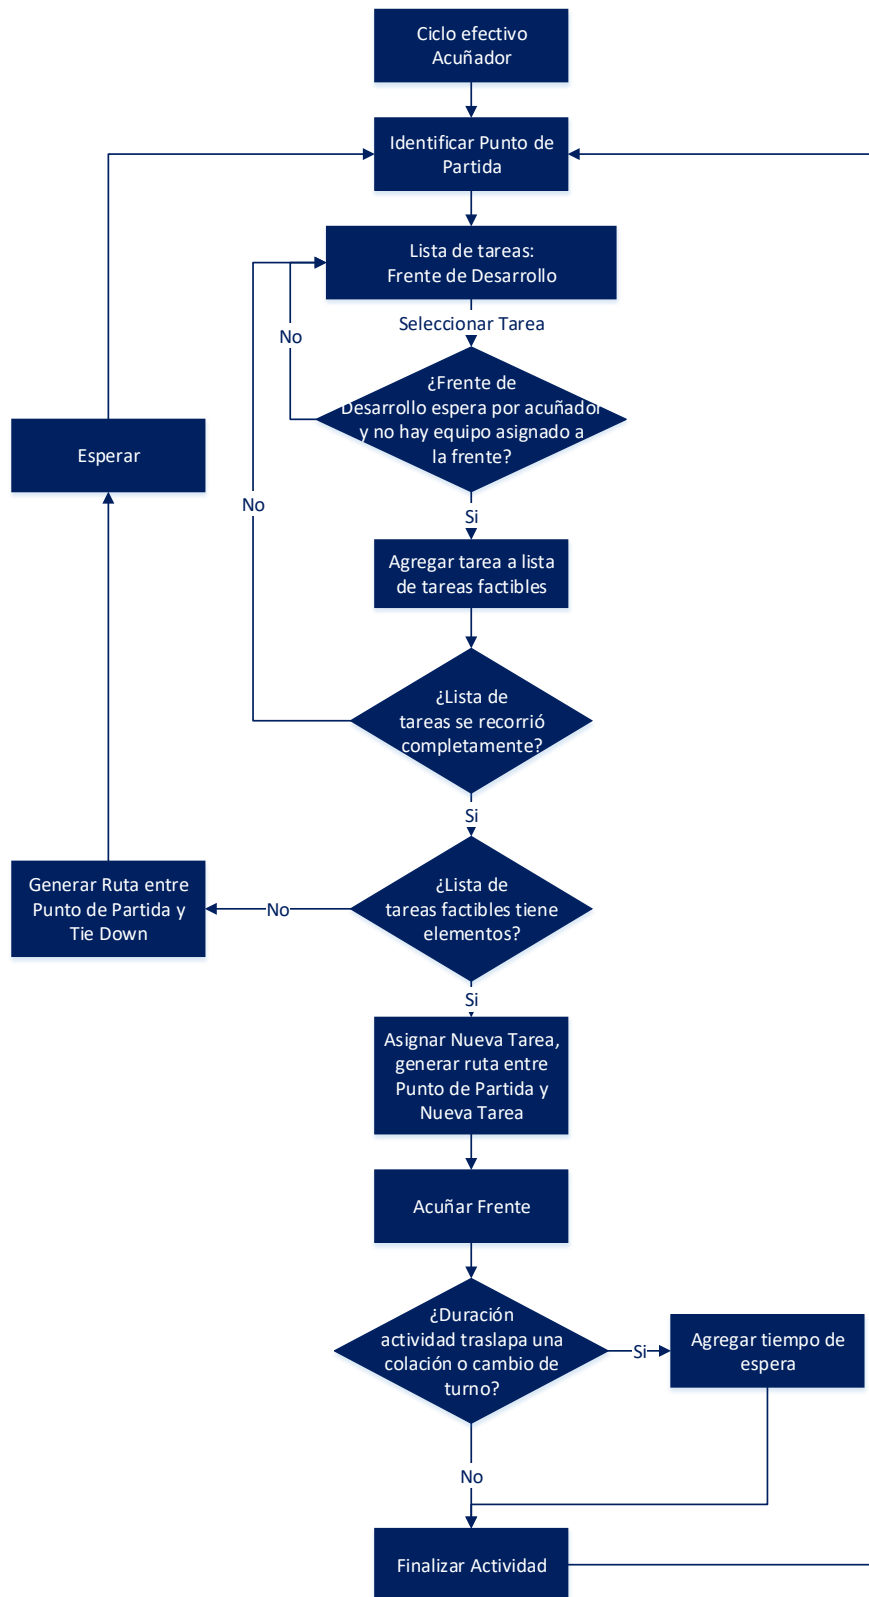 Ciclo efectivo
Acuñador
Identificar Punto de
Partida
Lista de tareas:
Frente de Desarrollo
Seleccionar Tarea
No
¿Frente de
Desarrollo espera por acuñador
y no hay equipo asignado a
la frente?
Esperar
No
Si
Agregar tarea a lista
de tareas factibles
¿Lista de
tareas se recorrió
completamente?
Si
Generar Ruta entre
Punto de Partida y
Tie Down
No
¿Lista de
tareas factibles tiene
elementos?
Si
Asignar Nueva Tarea,
generar ruta entre
Punto de Partida y
Nueva Tarea
Acuñar Frente
¿Duración
actividad traslapa una
colación o cambio de
turno?
Si
Agregar tiempo de
espera
No
Finalizar Actividad